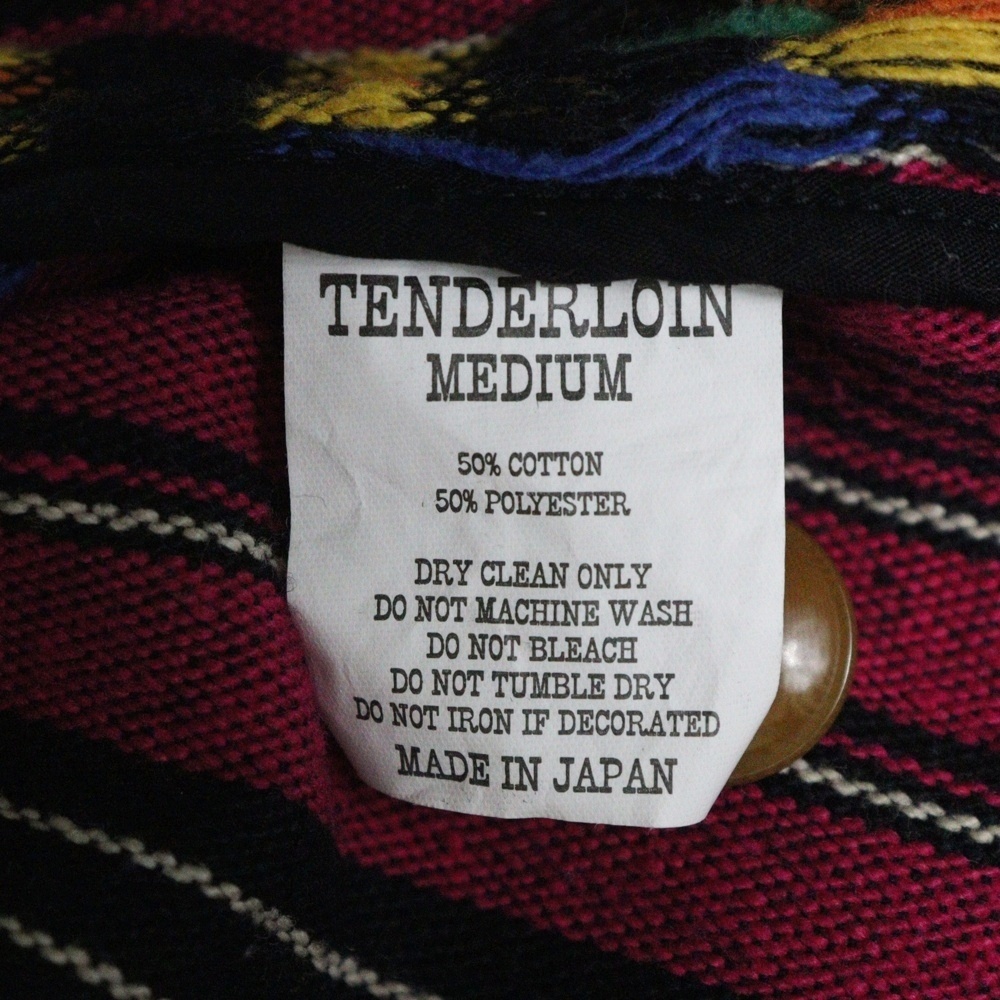 TENDERLOIN
MEDIUM
50% COTTON
50% POLYESTER
DRY CLEAN ONLY
DO NOT MACHINE WASH
DO NOT BLEACH
DO NOT TUMBLE DRY
DO NOT IRON IF DECORATED
MADE IN JAPAN